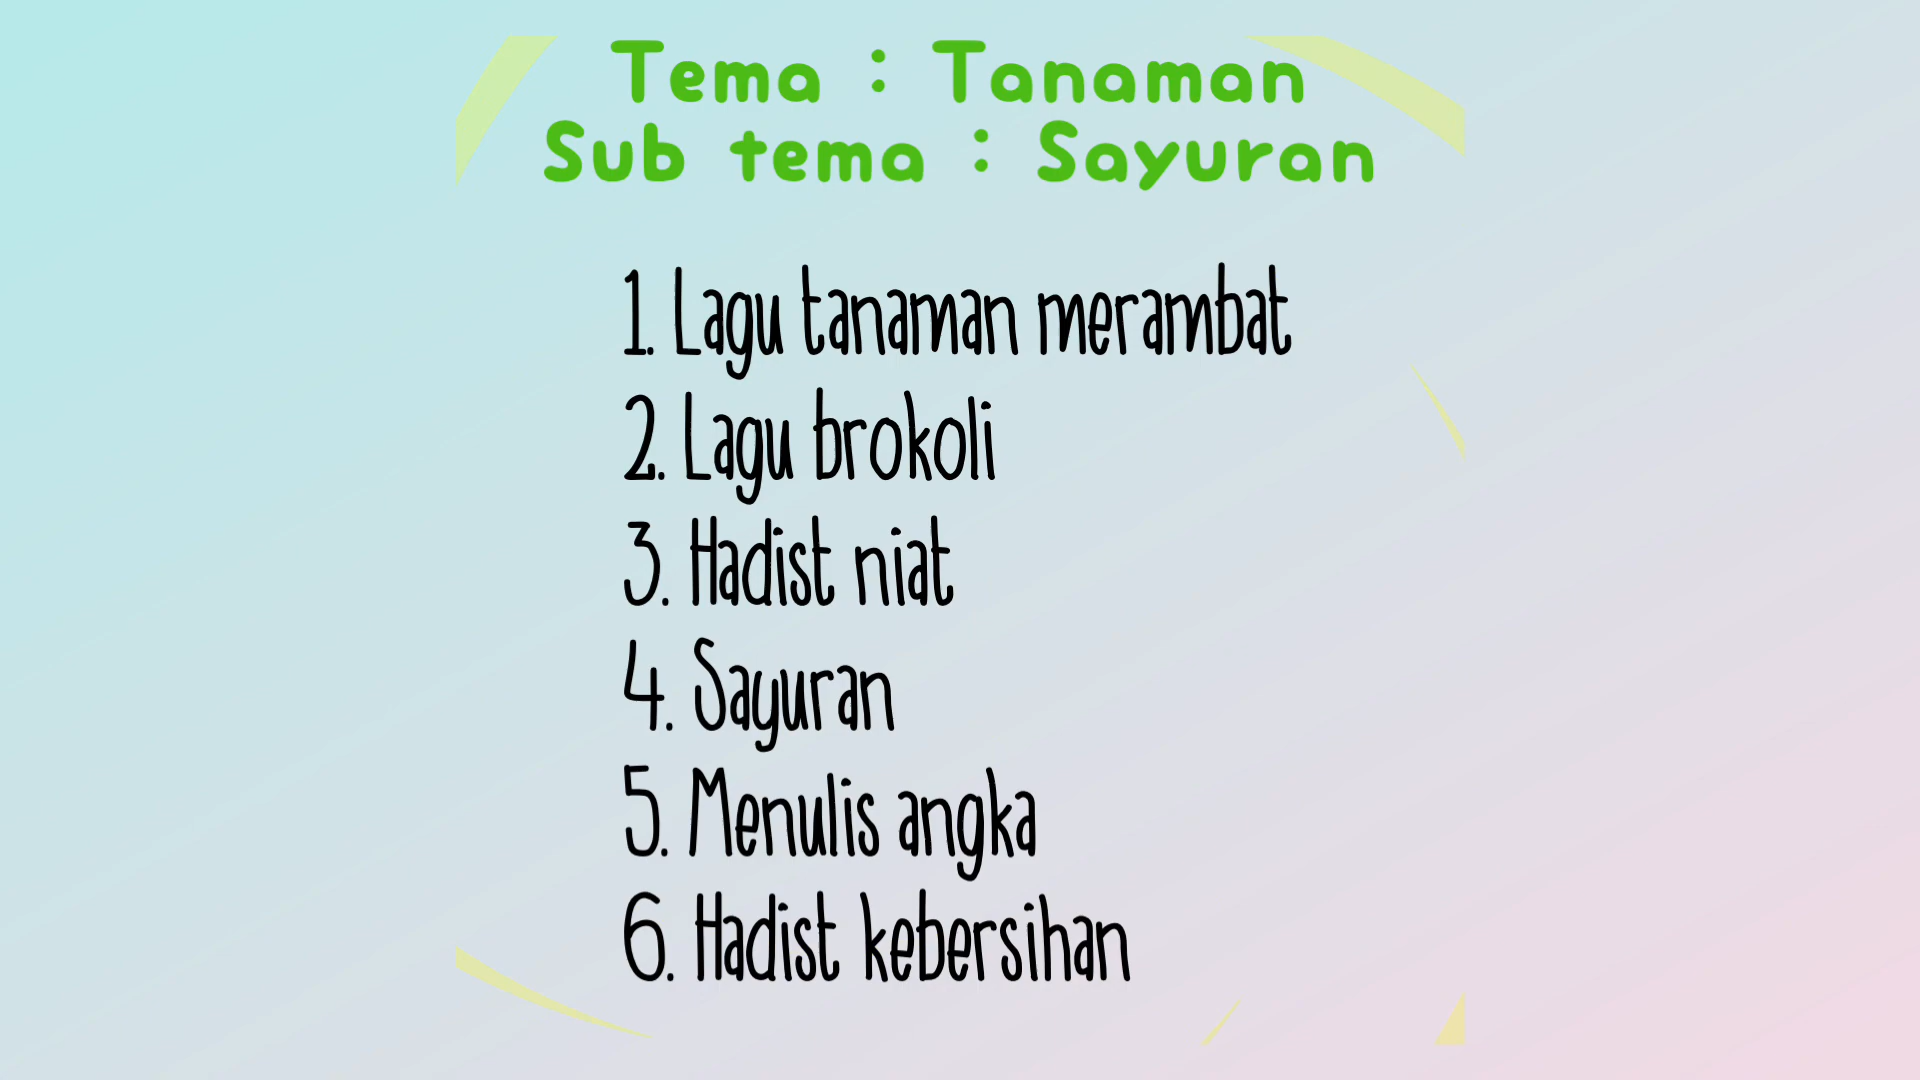 Tema : Tanaman
Sub tema : Sayuran
1. Lagu tanaman merambat
2. Lagu brokoli
3. Hadist niat
4. Sayuran
5. Menulis angka
6. Hadist kebersihan